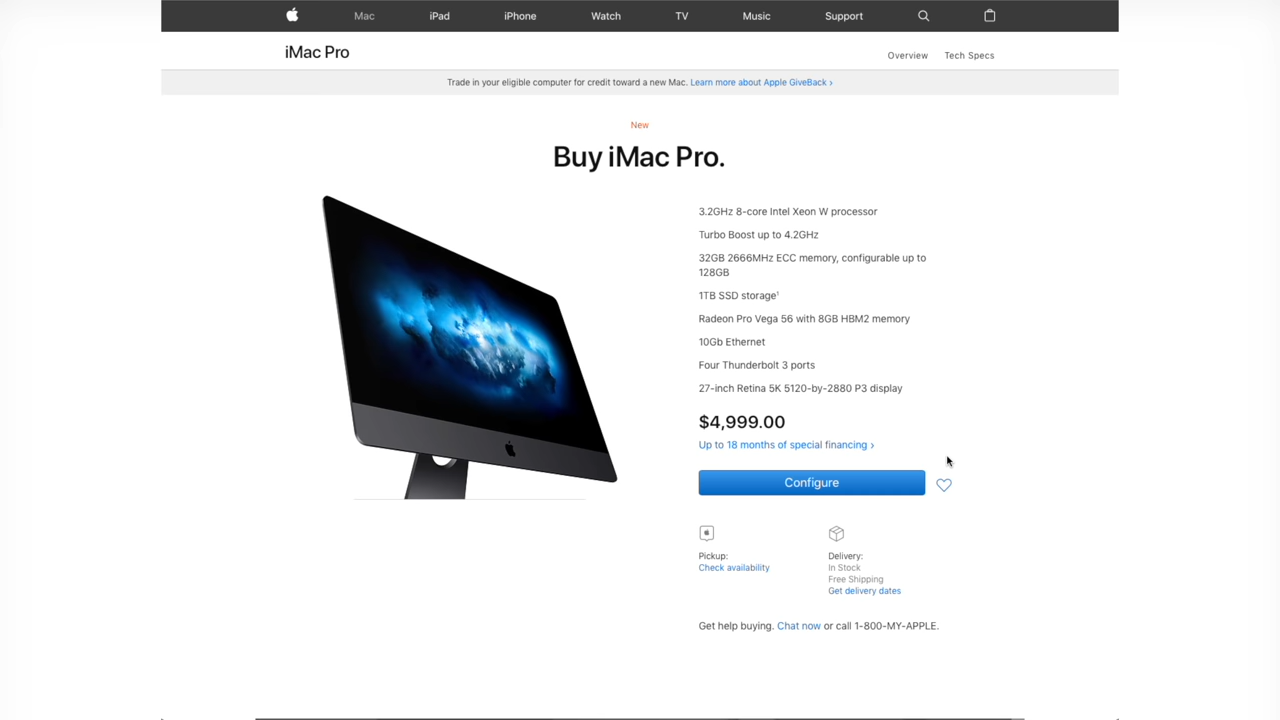 Mac iPad iPhone Watch TV Music Support
iMac Pro
Overview Tech Specs
Trade in your eligible computer for credit toward a new Mac. Learn more about Apple GiveBack ›
New
Buy iMac Pro.
3.2GHz 8-core Intel Xeon W processor
Turbo Boost up to 4.2GHz
32GB 2666MHz ECC memory, configurable up to
128GB
1TB SSD storage¹
Radeon Pro Vega 56 with 8GB HBM2 memory
10Gb Ethernet
Four Thunderbolt 3 ports
27-inch Retina 5K 5120-by-2880 P3 display
$4,999.00
Up to 18 months of special financing ›
Configure
Pickup:
Check availability
Delivery:
In Stock
Free Shipping
Get delivery dates
Get help buying. Chat now or call 1-800-MY-APPLE.